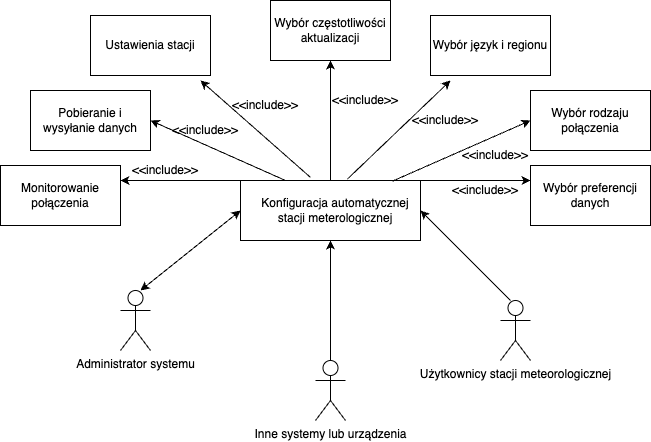 Ustawienia stacji
Wybór częstotliwości
aktualizacji
Wybór język i regionu
Pobieranie i
wysyłanie danych
Wybór rodzaju
połączenia
Monitorowanie
połączenia
Wybór preferencji
danych
<<include>>
<<include>>
<<include>>
<<include>>
<<include>>
<<include>>
<<include>>
Konfiguracja automatycznej
stacji meterologicznej
Administrator systemu
Inne systemy lub urządzenia
Użytkownicy stacji meteorologicznej